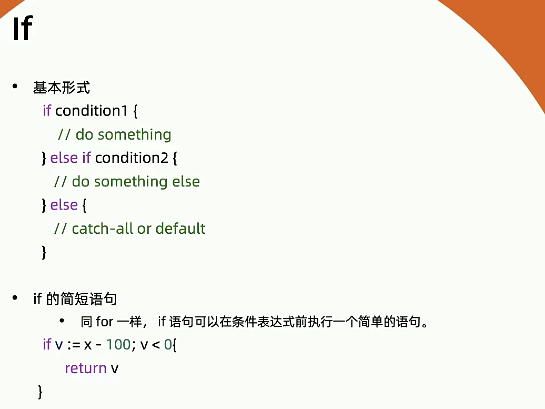 If
• 基本形式
if condition1 {
// do something
} else if condition2 {
// do something else
} else {
// catch-all or default
}
• if 的简短语句
• 同 for 一样， if 语句可以在条件表达式前执行一个简单的语句。
if v := x - 100; v < 0{
return v
}